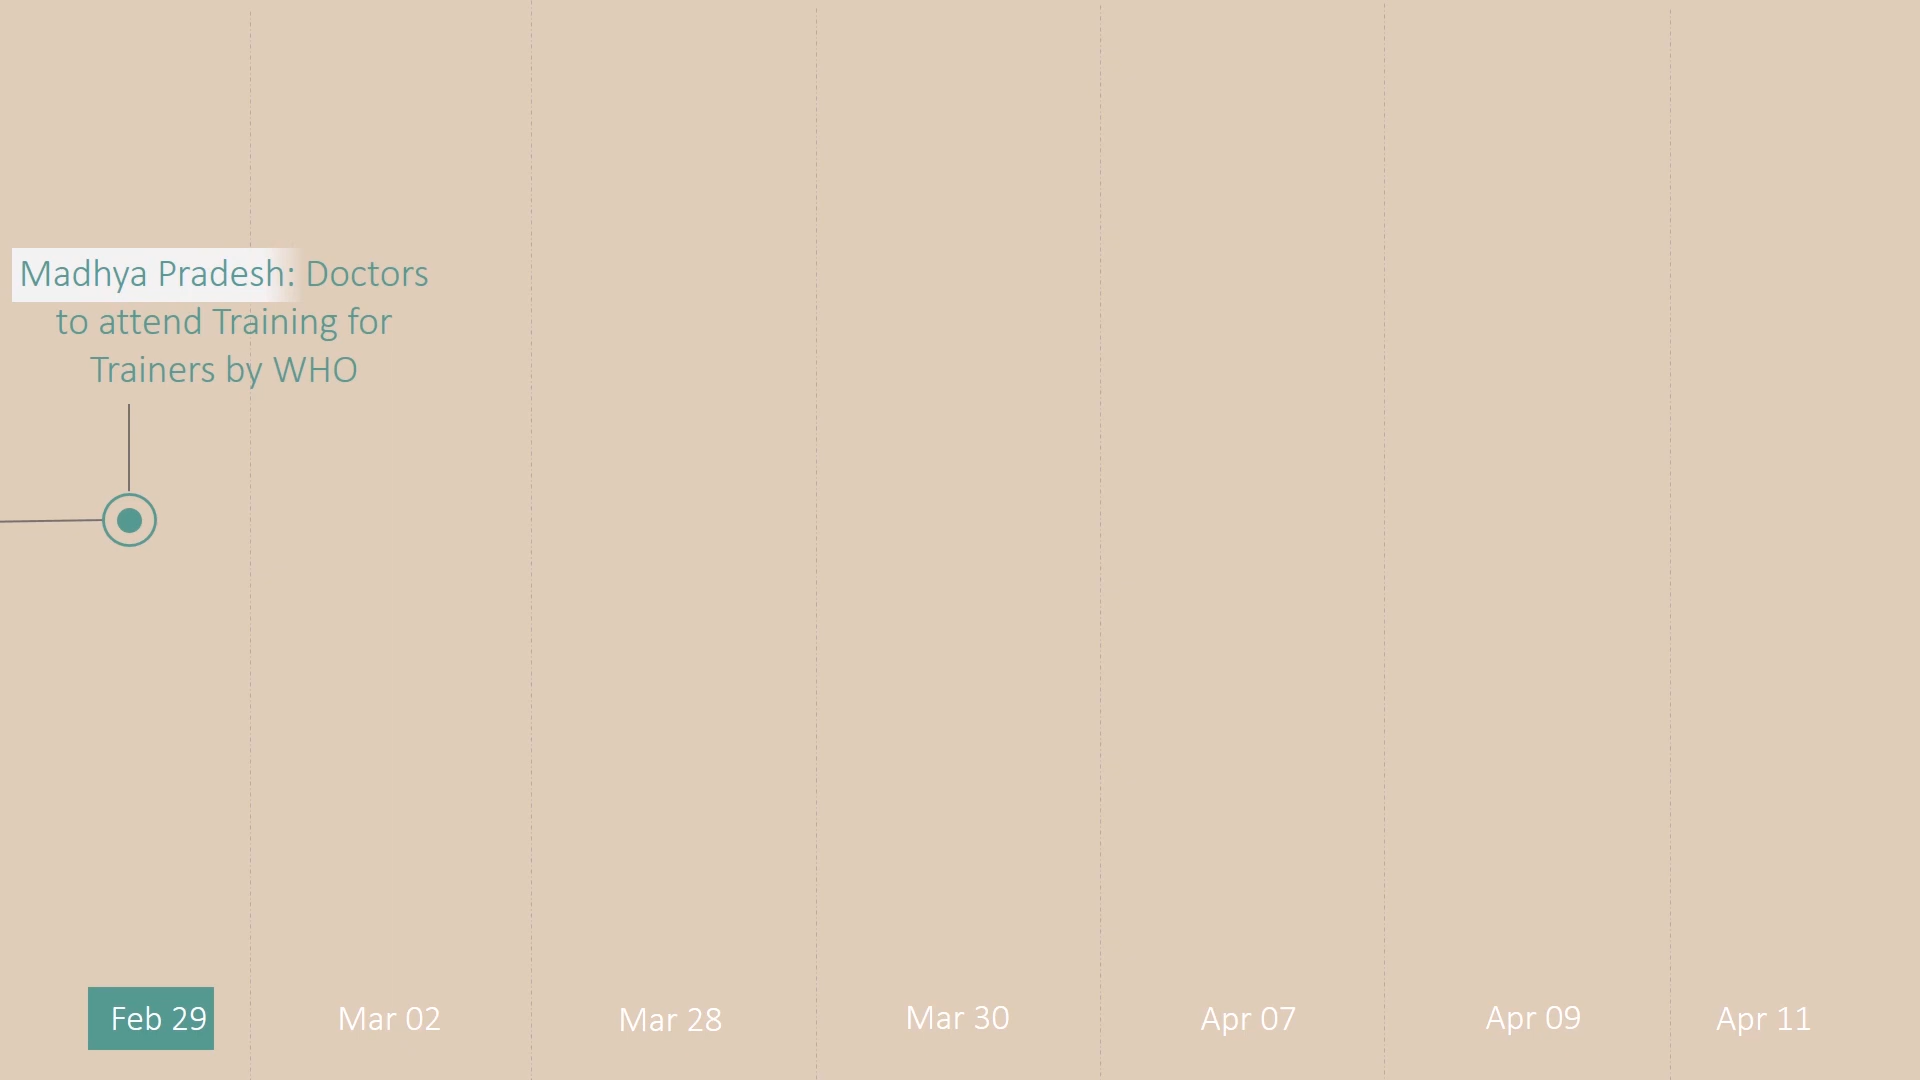 Madhya Pradesh: Doctors
to attend Training for
Trainers by WHO
Feb 29
Mar 02
Mar 28
Mar 30
Apr 07
Apr 09
Apr 11